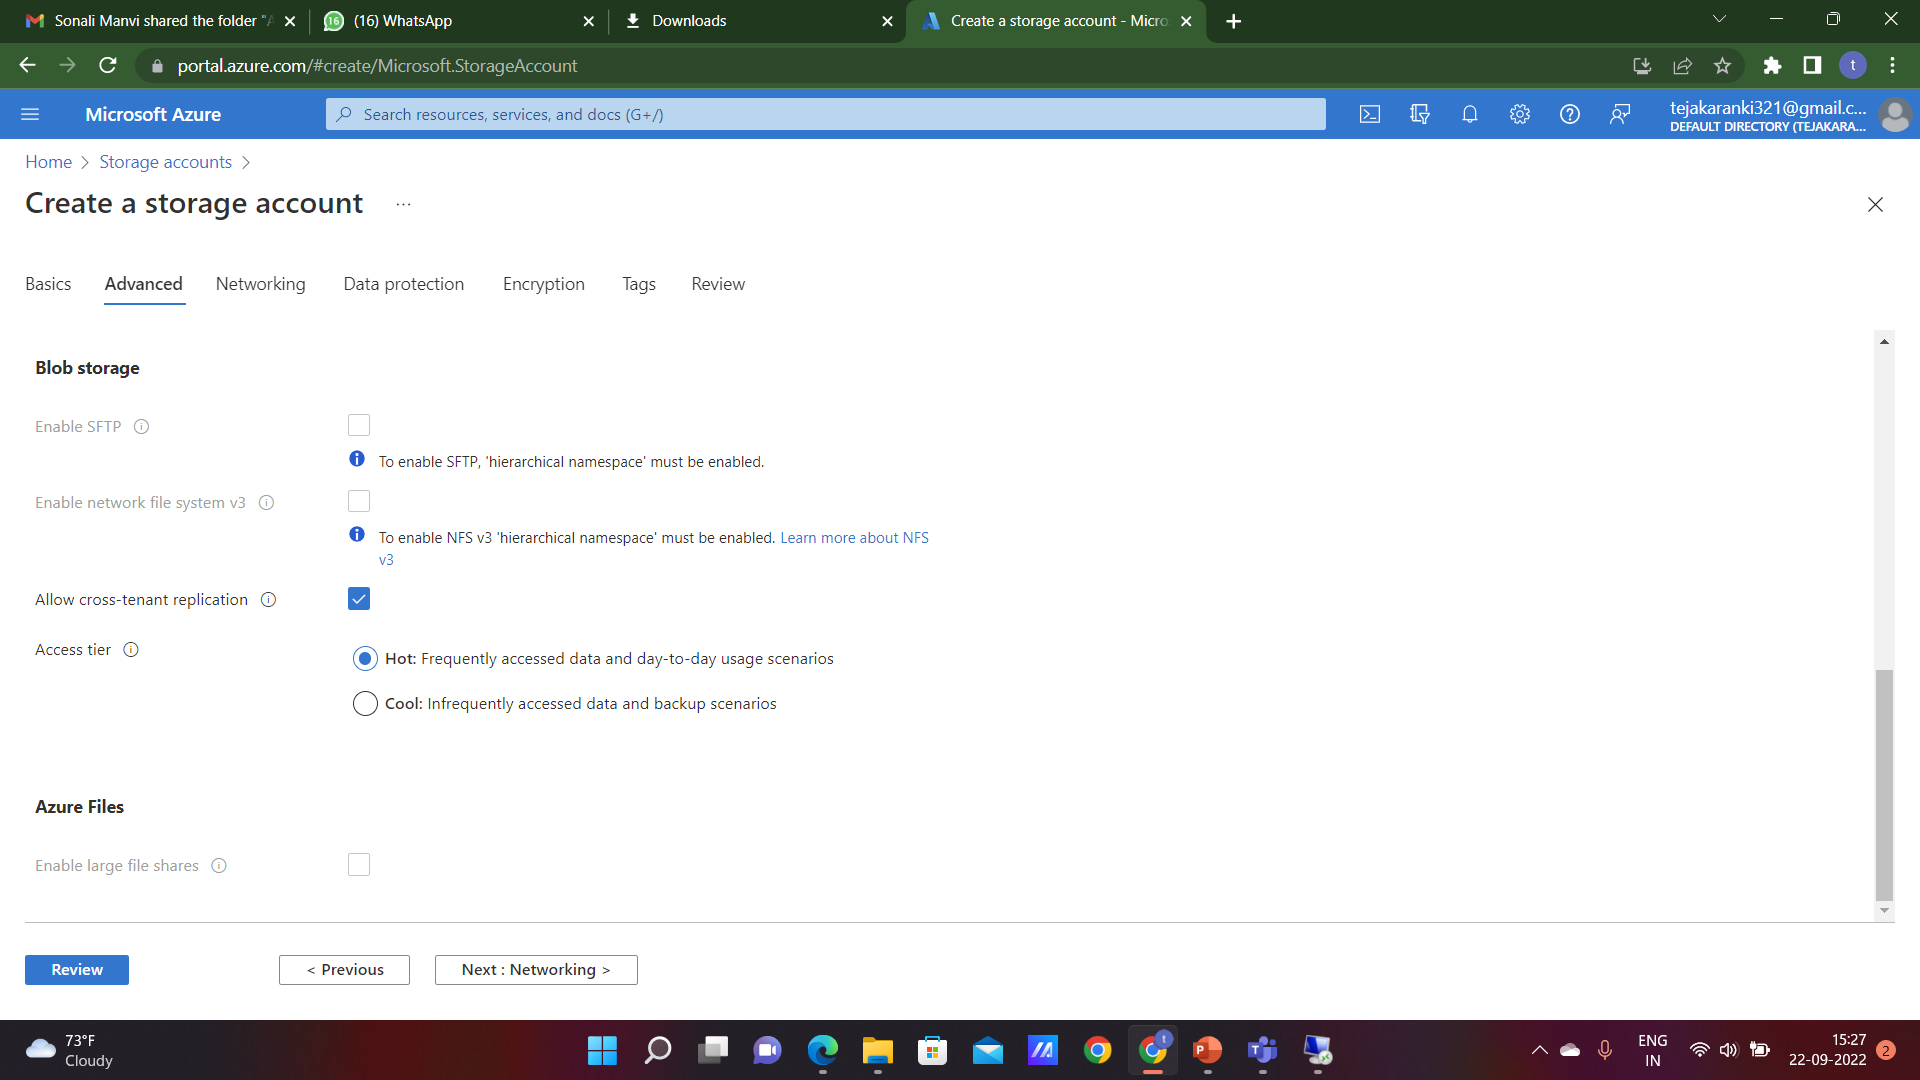 Sonali Manvi shared the folder "A
16 (16) WhatsApp
Downloads
Create a storage account - Micro
portal.azure.com/#create/Microsoft.StorageAccount
t
Microsoft Azure
Search resources, services, and docs (G+/)
tejakaranki321@gmail.c...
DEFAULT DIRECTORY (TEJAKARA...
Home > Storage accounts >
Create a storage account ...
Basics Advanced Networking Data protection Encryption Tags Review
Blob storage
Enable SFTP
To enable SFTP, 'hierarchical namespace' must be enabled.
Enable network file system v3
To enable NFS v3 'hierarchical namespace' must be enabled. Learn more about NFS
v3
Allow cross-tenant replication
Access tier
Hot: Frequently accessed data and day-to-day usage scenarios
Cool: Infrequently accessed data and backup scenarios
Azure Files
Enable large file shares
Review
< Previous
Next : Networking >
73°F
Cloudy
ENG
IN
15:27
22-09-2022
2